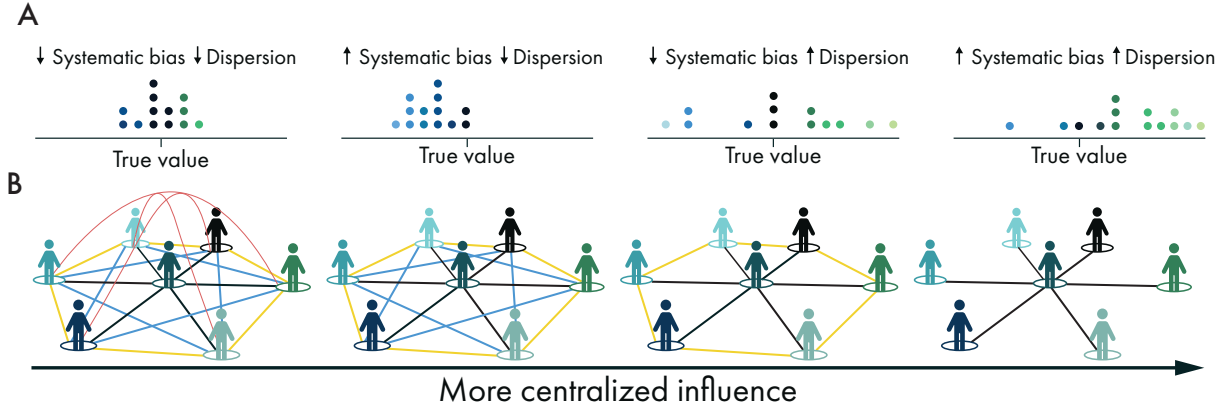 A
↓ Systematic bias ↓ Dispersion
↑ Systematic bias ↓ Dispersion
↓ Systematic bias ↑ Dispersion
↑ Systematic bias ↑ Dispersion
True value
True value
True value
True value
B
More centralized influence